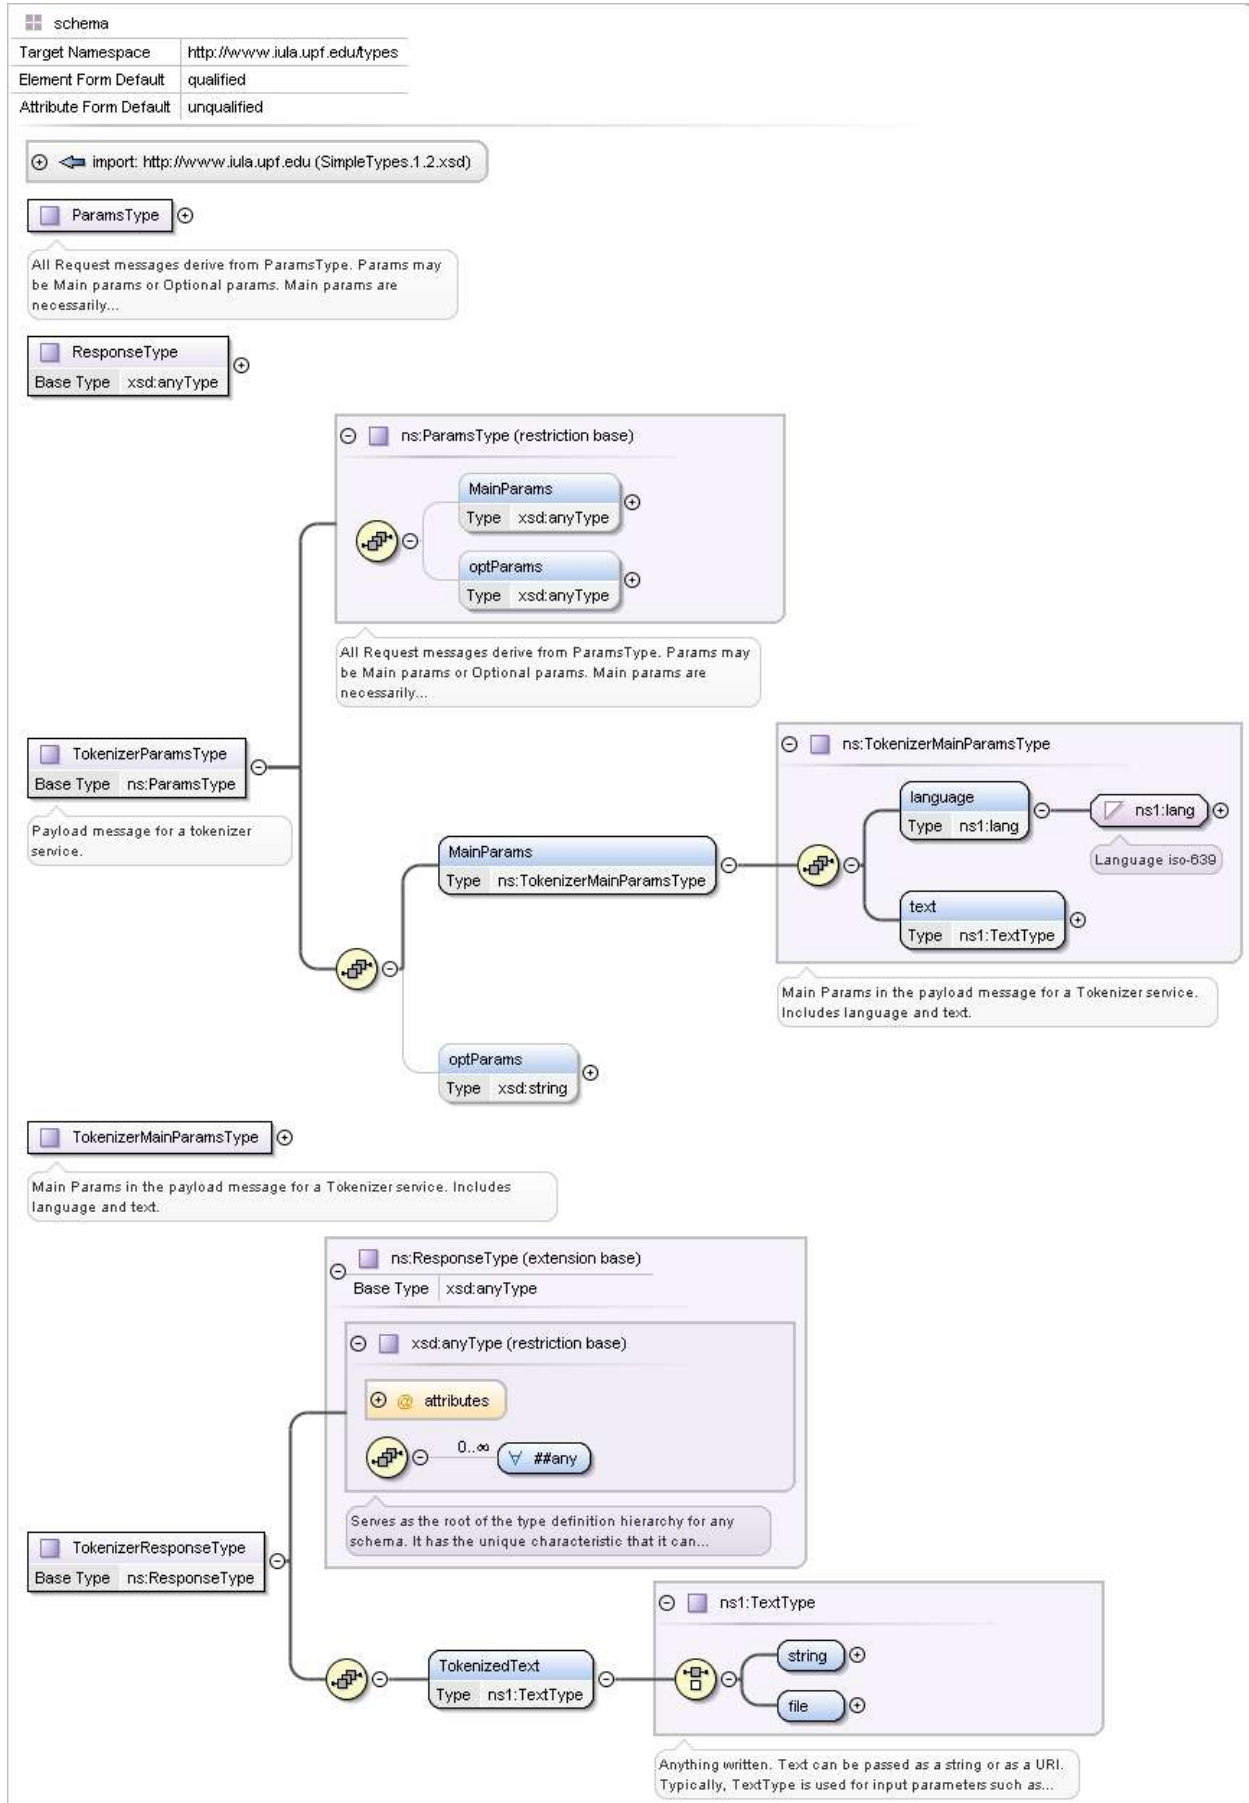 schema
Target Namespace http://www.iula.upf.edu/types
Element Form Default qualified
Attribute Form Default unqualified
import: http://www.iula.upf.edu (SimpleTypes.1.2.xsd)
ParamsType
All Request messages derive from ParamsType. Params may
be Main params or Optional params. Main params are
necessarily...
ResponseType
Base Type xsd:anyType
ns:ParamsType (restriction base)
MainParams
Type xsd:anyType
optParams
Type xsd:anyType
All Request messages derive from ParamsType. Params may
be Main params or Optional params. Main params are
necessarily...
TokenizerParamsType
Base Type ns:ParamsType
Payload message for a tokenizer
service.
MainParams
Type ns:TokenizerMainParamsType
ns:TokenizerMainParamsType
language
Type ns1:lang
ns1:lang
Language iso-639
text
Type ns1:TextType
Main Params in the payload message for a Tokenizer service.
Includes language and text.
optParams
Type xsd:string
TokenizerMainParamsType
Main Params in the payload message for a Tokenizer service. Includes
language and text.
ns:ResponseType (extension base)
Base Type xsd:anyType
xsd:anyType (restriction base)
@ attributes
0..∞
∀ ##any
Serves as the root of the type definition hierarchy for any
schema. It has the unique characteristic that it can...
TokenizerResponseType
Base Type ns:ResponseType
TokenizedText
Type ns1:TextType
ns1:TextType
string
file
Anything written. Text can be passed as a string or as a URI.
Typically, TextType is used for input parameters such as...